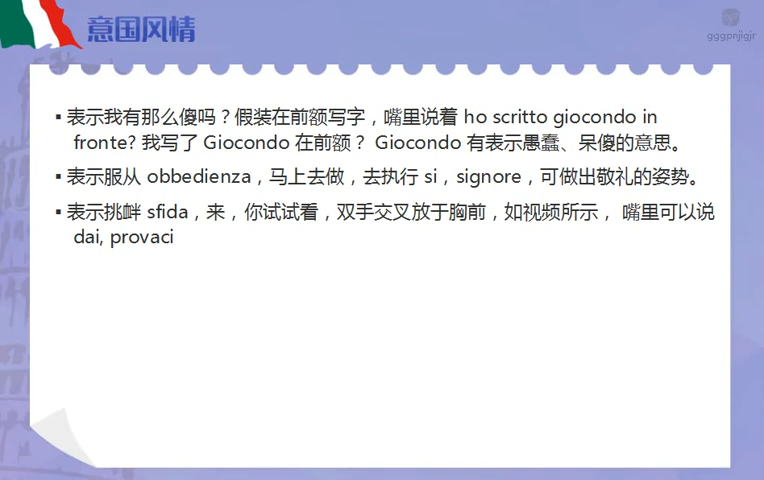 意国风情
gggpnjigjr
▪ 表示我有那么傻吗？假装在前额写字，嘴里说着 ho scritto giocondo in
fronte? 我写了 Giocondo 在前额？ Giocondo 有表示愚蠢、呆傻的意思。
▪ 表示服从 obbedienza，马上去做，去执行 si，signore，可做出敬礼的姿势。
▪ 表示挑衅 sfida，来，你试试看，双手交叉放于胸前，如视频所示， 嘴里可以说
dai, provaci